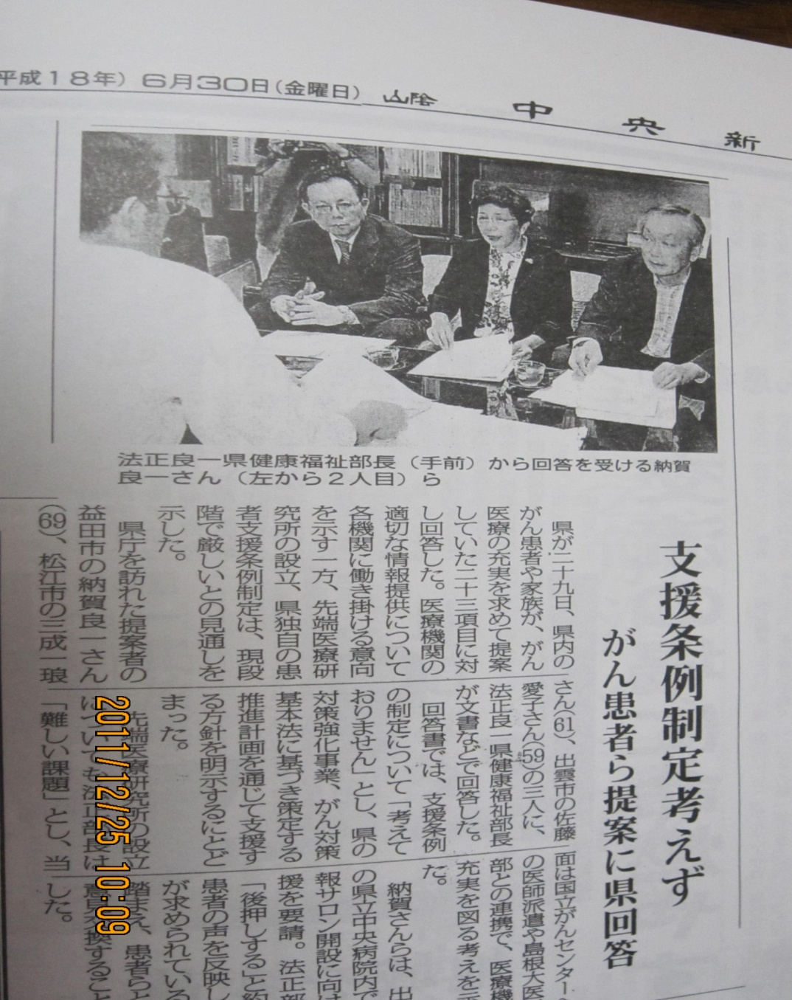 平成18年) 6月30日(金曜日) 山陰 中 央 新
法正良一県健康福祉部長(手前)から回答を受ける納賀
良一さん(左から2人目)ら
支援条例制定考えず
がん患者ら提案に県回答
県が二十九日、県内の
がん患者や家族が、がん
医療の充実を求めて提案
していた二十三項目に対
し回答した。医療機関の
適切な情報提供について
各機関に働き掛ける意向
を示す一方、先端医療研
究所の設立、県独自の患
者支援条例制定は、現段
階で厳しいとの見通しを
示した。
県庁を訪れた提案者の
益田市の納賀良一さん
(69)、松江市の三成一琅
さん(61)、出雲市の佐藤
愛子さん(59)の三人に、
法正良一県健康福祉部長
が文書などで回答した。
回答書では、支援条例
の制定について「考えて
おりません」とし、県の
対策強化事業、がん対策
基本法に基づき策定する
推進計画を通じて支援す
る方針を明示するにとど
まった。
先端医療研究所の設立
についても法正部長は
「難しい課題」とし、当
面は国立がんセンターへ
の医師派遣や島根大医
部との連携で、医療機
充実を図る考えを示
た。
納賀さんらは、出
の県立中央病院内で
報サロン開設に向け
援を要請。法正部
「後押しする」と約
患者の声を反映し
が求められている
踏まえ、患者らと
意見交換すること
した。
2011/12/25 10:09